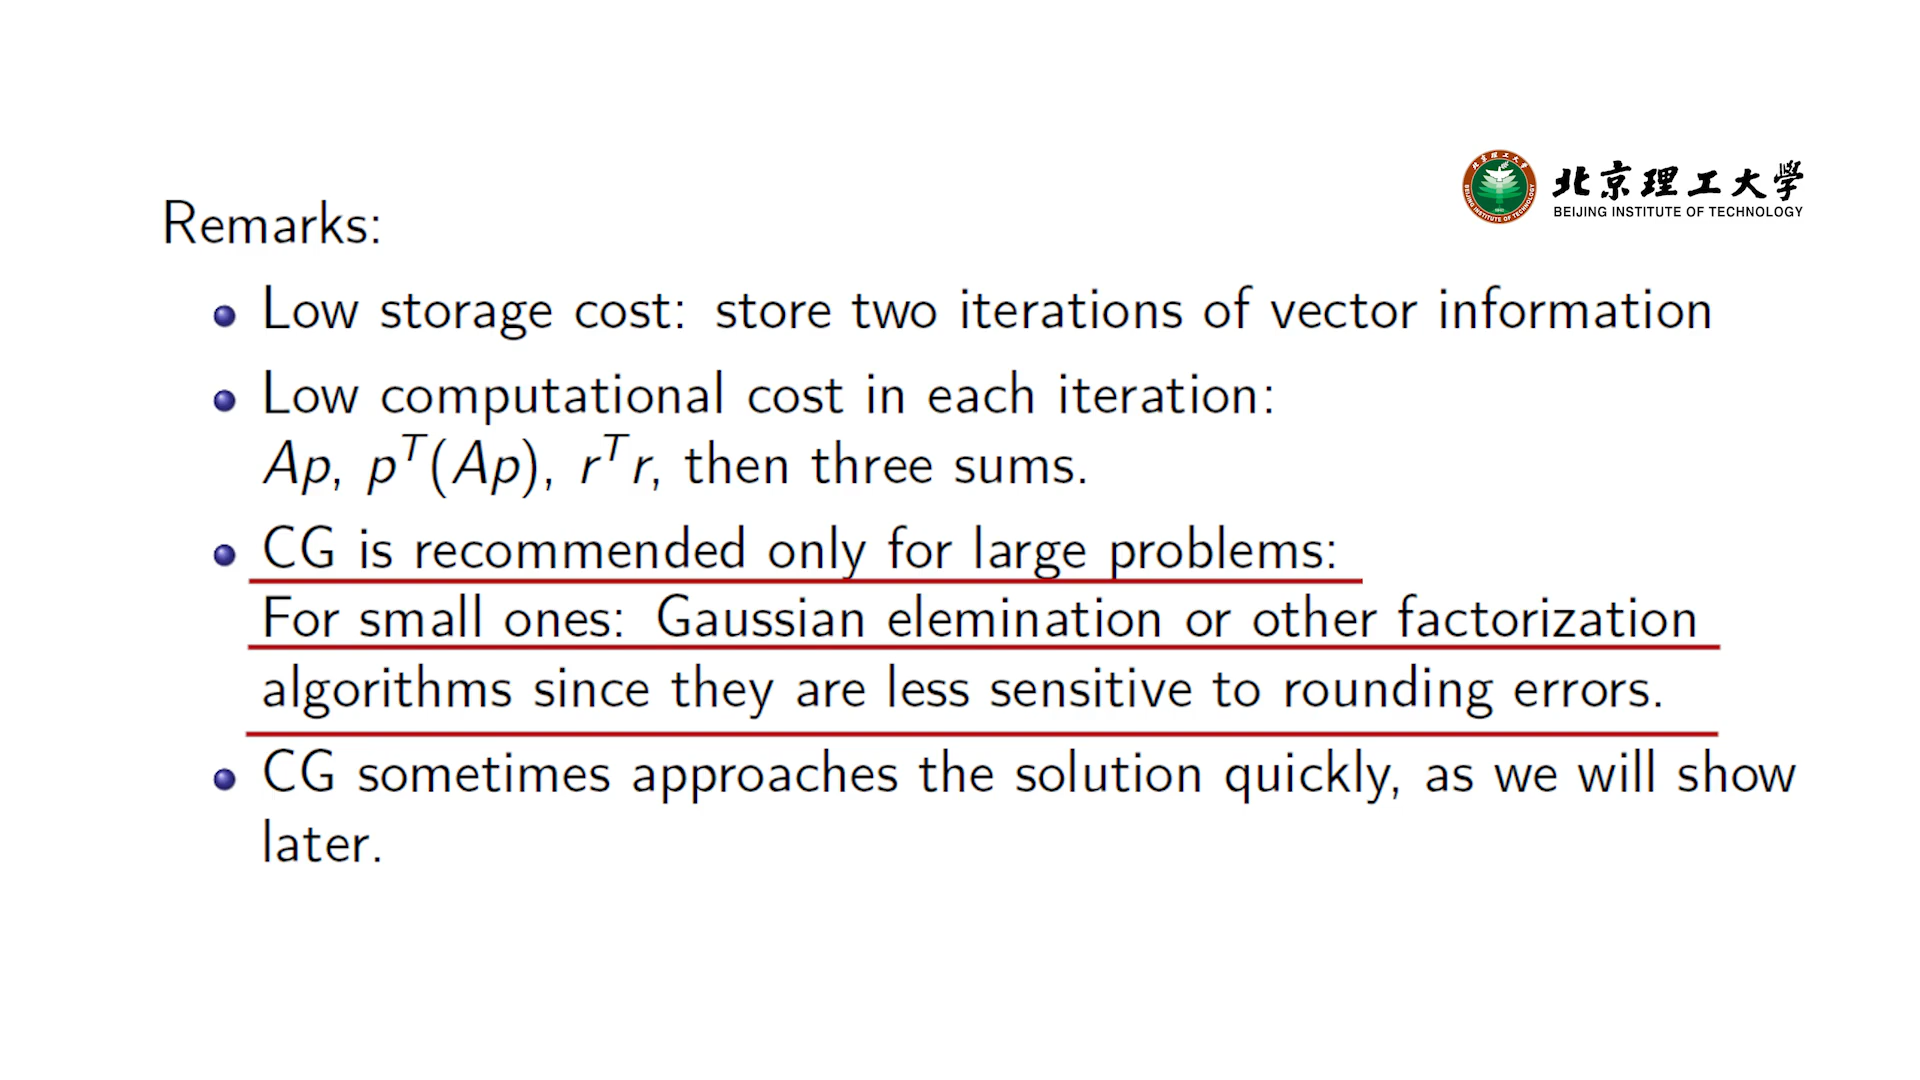 北京理工大学
BEIJING INSTITUTE OF TECHNOLOGY
Remarks:
Low storage cost: store two iterations of vector information
Low computational cost in each iteration:
Ap, p^T(Ap), r^T r, then three sums.
CG is recommended only for large problems:
For small ones: Gaussian elemination or other factorization
algorithms since they are less sensitive to rounding errors.
CG sometimes approaches the solution quickly, as we will show
later.